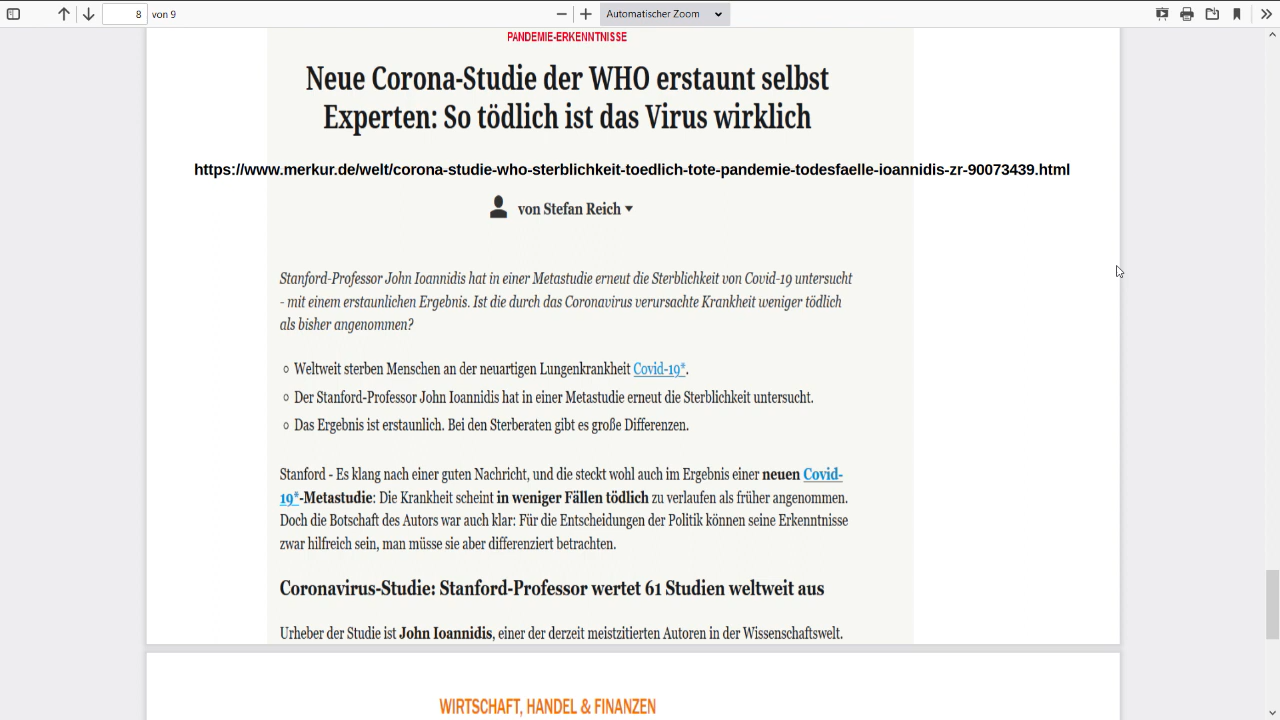 8 von 9
Automatischer Zoom
PANDEMIE-ERKENNTNISSE
Neue Corona-Studie der WHO erstaunt selbst
Experten: So tödlich ist das Virus wirklich
https://www.merkur.de/welt/corona-studie-who-sterblichkeit-toedlich-tote-pandemie-todesfaelle-ioannidis-zr-90073439.html
von Stefan Reich
Stanford-Professor John Ioannidis hat in einer Metastudie erneut die Sterblichkeit von Covid-19 untersucht
- mit einem erstaunlichen Ergebnis. Ist die durch das Coronavirus verursachte Krankheit weniger tödlich
als bisher angenommen?
Weltweit sterben Menschen an der neuartigen Lungenkrankheit Covid-19*.
Der Stanford-Professor John Ioannidis hat in einer Metastudie erneut die Sterblichkeit untersucht.
Das Ergebnis ist erstaunlich. Bei den Sterberaten gibt es große Differenzen.
Stanford - Es klang nach einer guten Nachricht, und die steckt wohl auch im Ergebnis einer neuen Covid-
19*-Metastudie: Die Krankheit scheint in weniger Fällen tödlich zu verlaufen als früher angenommen.
Doch die Botschaft des Autors war auch klar: Für die Entscheidungen der Politik können seine Erkenntnisse
zwar hilfreich sein, man müsse sie aber differenziert betrachten.
Coronavirus-Studie: Stanford-Professor wertet 61 Studien weltweit aus
Urheber der Studie ist John Ioannidis, einer der derzeit meistzitierten Autoren in der Wissenschaftswelt.
WIRTSCHAFT, HANDEL & FINANZEN